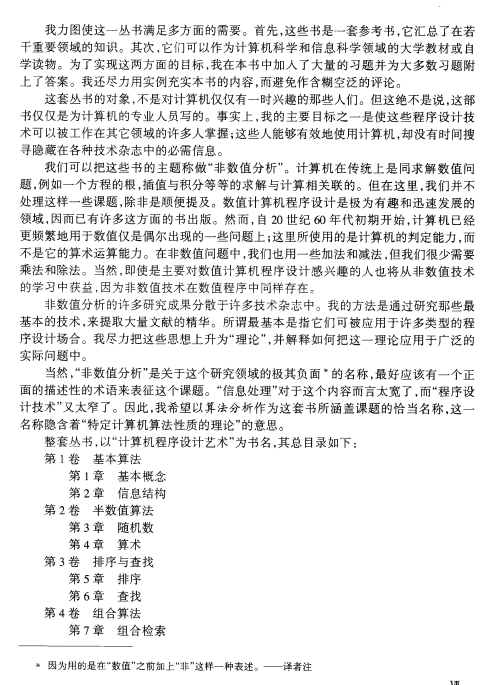 我力图使这一丛书满足多方面的需要。首先,这些书是一套参考书,它汇总了在若
干重要领域的知识。其次,它们可以作为计算机科学和信息科学领域的大学教材或自
学读物。为了实现这两方面的目标,我在本书中加入了大量的习题并为大多数习题附
上了答案。我还尽力用实例充实本书的内容,而避免作含糊空泛的评论。
这套丛书的对象,不是对计算机仅仅有一时兴趣的那些人们。但这绝不是说,这部
书仅仅是为计算机的专业人员写的。事实上,我的主要目标之一是使这些程序设计技
术可以被工作在其它领域的许多人掌握;这些人能够有效地使用计算机,却没有时间搜
寻隐藏在各种技术杂志中的必需信息。
我们可以把这些书的主题称做“非数值分析”。计算机在传统上是同求解数值问
题,例如一个方程的根,插值与积分等等的求解与计算相关联的。但在这里,我们并不
处理这样一些课题,除非是顺便提及。数值计算机程序设计是极为有趣和迅速发展的
领域,因而已有许多这方面的书出版。然而,自 20 世纪 60 年代初期开始,计算机已经
更频繁地用于数值仅是偶尔出现的一些问题上;这里所使用的是计算机的判定能力,而
不是它的算术运算能力。在非数值问题中,我们也用一些加法和减法,但我们很少需要
乘法和除法。当然,即使是主要对数值计算机程序设计感兴趣的人也将从非数值技术
的学习中获益,因为非数值技术在数值程序中同样存在。
非数值分析的许多研究成果分散于许多技术杂志中。我的方法是通过研究那些最
基本的技术,来提取大量文献的精华。所谓最基本是指它们可被应用于许多类型的程
序设计场合。我尽力把这些思想上升为“理论”,并解释如何把这一理论应用于广泛的
实际问题中。
当然,“非数值分析”是关于这个研究领域的极其负面*的名称,最好应该有一个正
面的描述性的术语来表征这个课题。“信息处理”对于这个内容而言太宽了,而“程序设
计技术”又太窄了。因此,我希望以算法分析作为这套书所涵盖课题的恰当名称,这一
名称隐含着“特定计算机算法性质的理论”的意思。
整套丛书,以“计算机程序设计艺术”为书名,其总目录如下:
第 1 卷 基本算法
第 1 章 基本概念
第 2 章 信息结构
第 2 卷 半数值算法
第 3 章 随机数
第 4 章 算术
第 3 卷 排序与查找
第 5 章 排序
第 6 章 查找
第 4 卷 组合算法
第 7 章 组合检索
* 因为用的是在“数值”之前加上“非”这样一种表述。——译者注